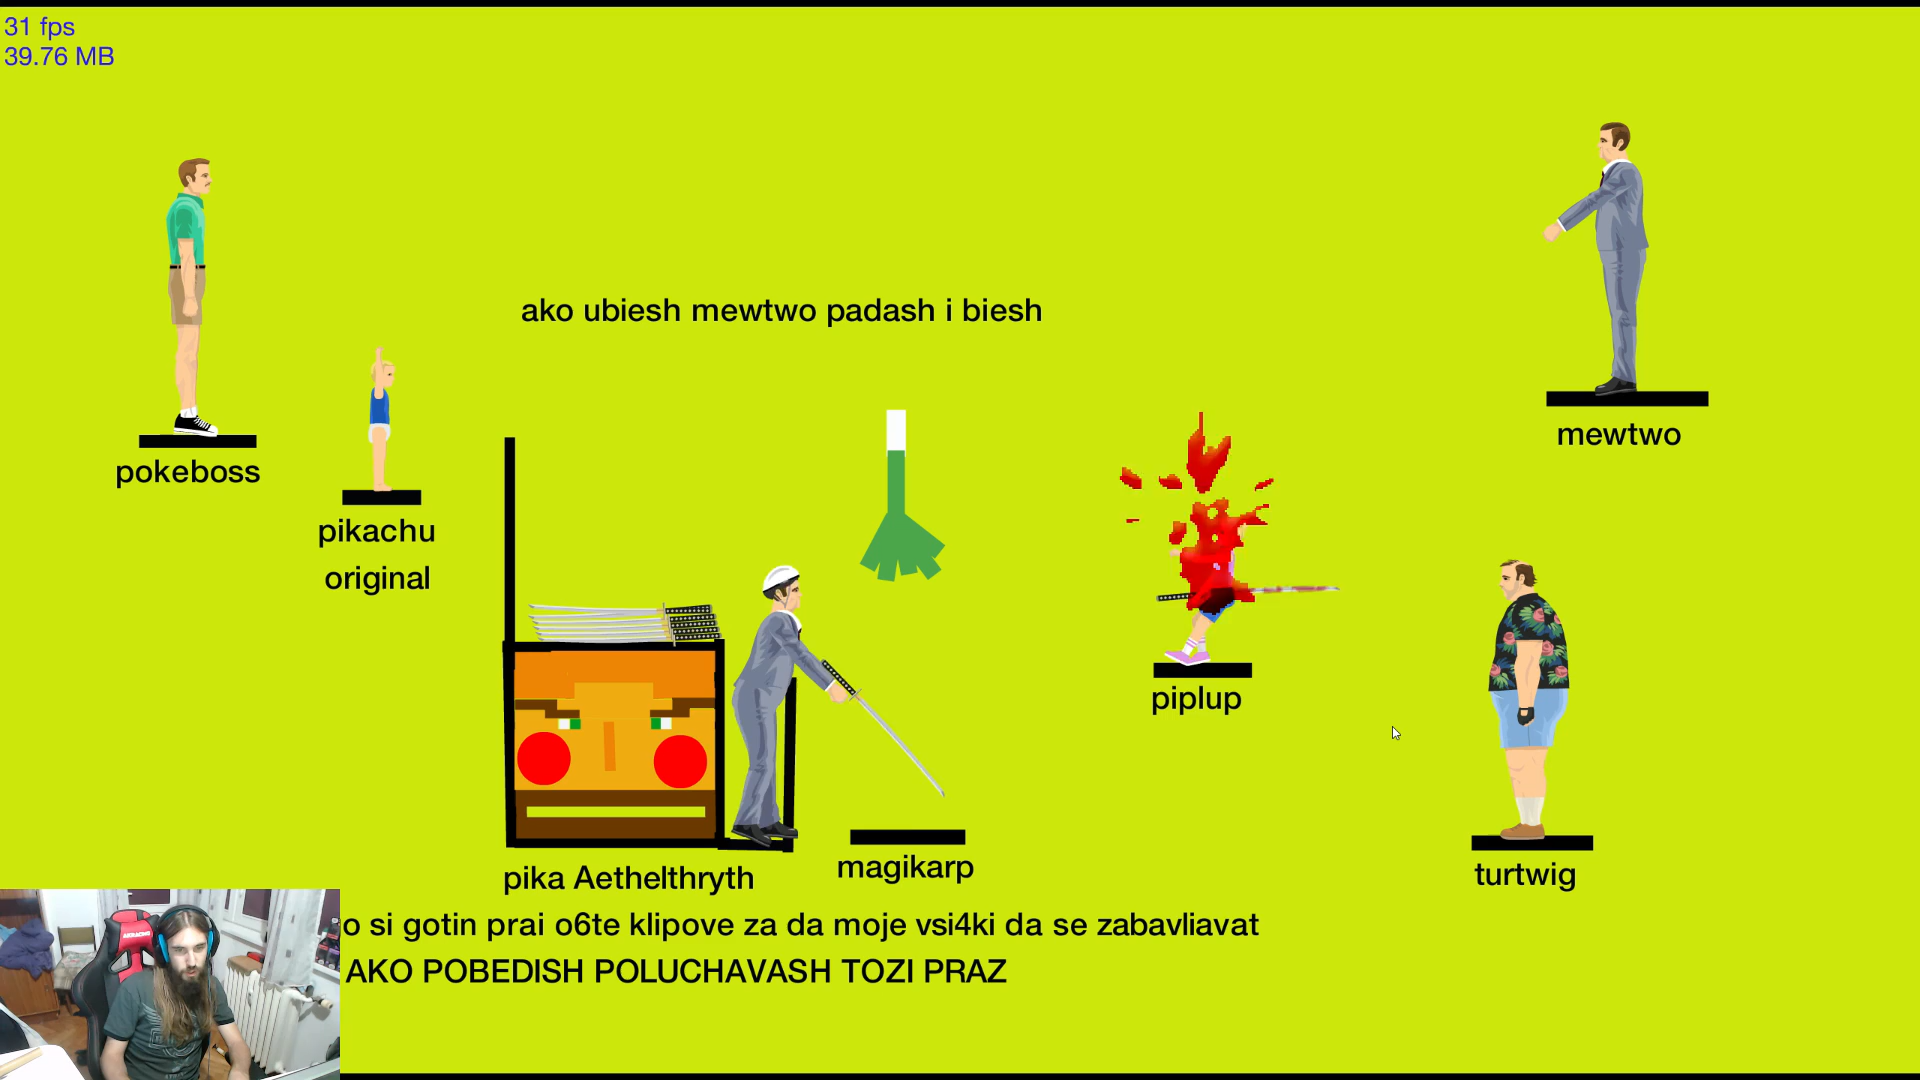 31 fps
39.76 MB
ako ubiesh mewtwo padash i biesh
mewtwo
pokeboss
pikachu
original
piplup
magikarp
turtwig
pika Aethelthryth
o si gotin prai o6te klipove za da moje vsi4ki da se zabavliavat
AKO POBEDISH POLUCHAVASH TOZI PRAZ